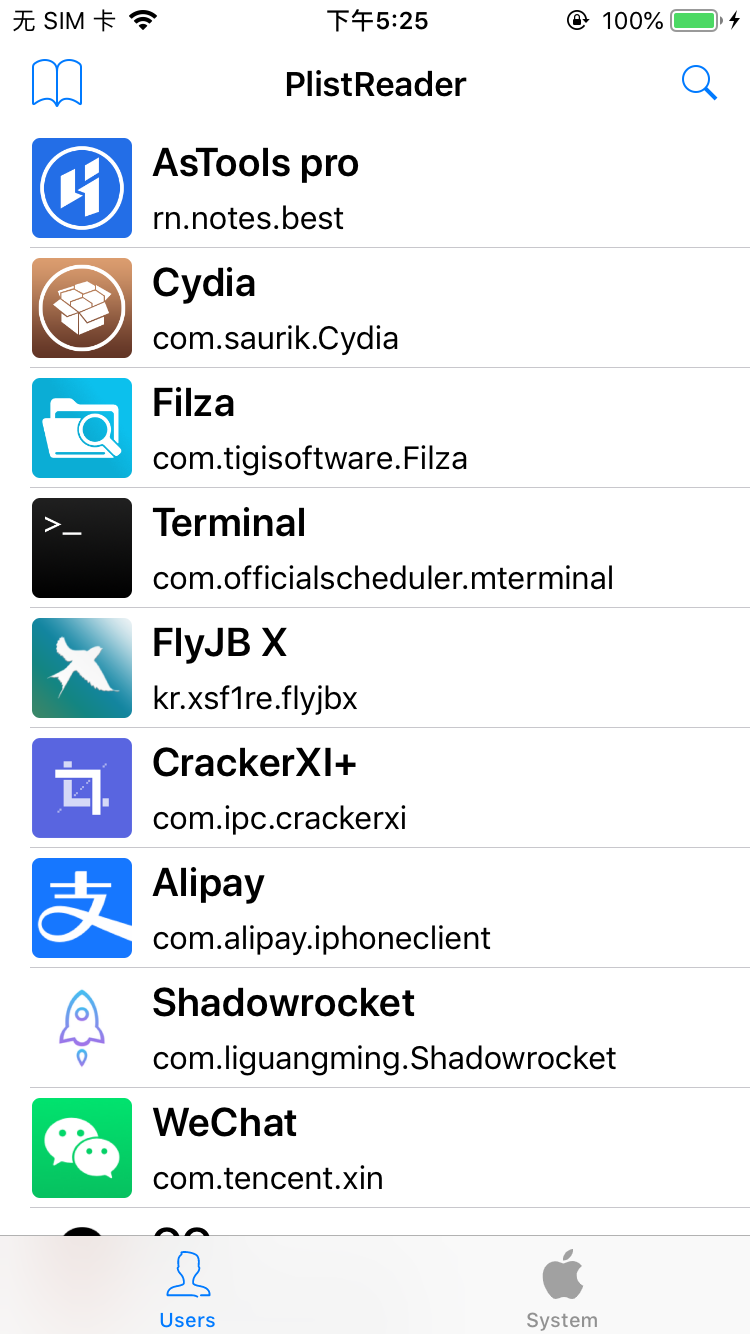 无 SIM 卡 下午5:25 100%
PlistReader
AsTools pro
rn.notes.best
Cydia
com.saurik.Cydia
Filza
com.tigisoftware.Filza
>_
Terminal
com.officialscheduler.mterminal
FlyJB X
kr.xsf1re.flyjbx
CrackerXI+
com.ipc.crackerxi
支
Alipay
com.alipay.iphoneclient
Shadowrocket
com.liguangming.Shadowrocket
WeChat
com.tencent.xin
Users System